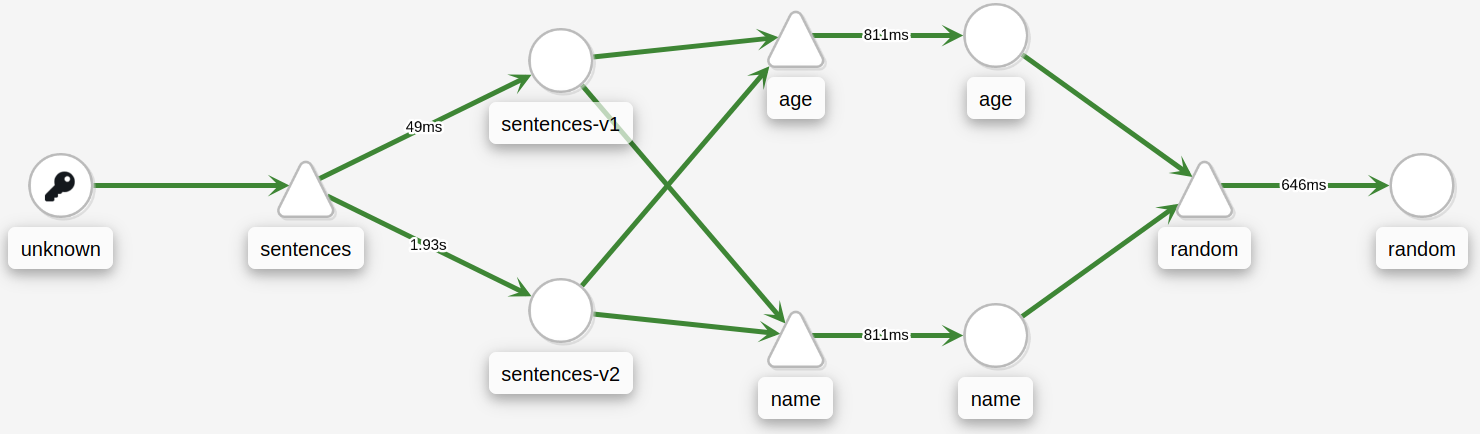 811ms
age
age
49ms
sentences-v1
unknown
sentences
1.93s
646ms
random
random
sentences-v2
811ms
name
name